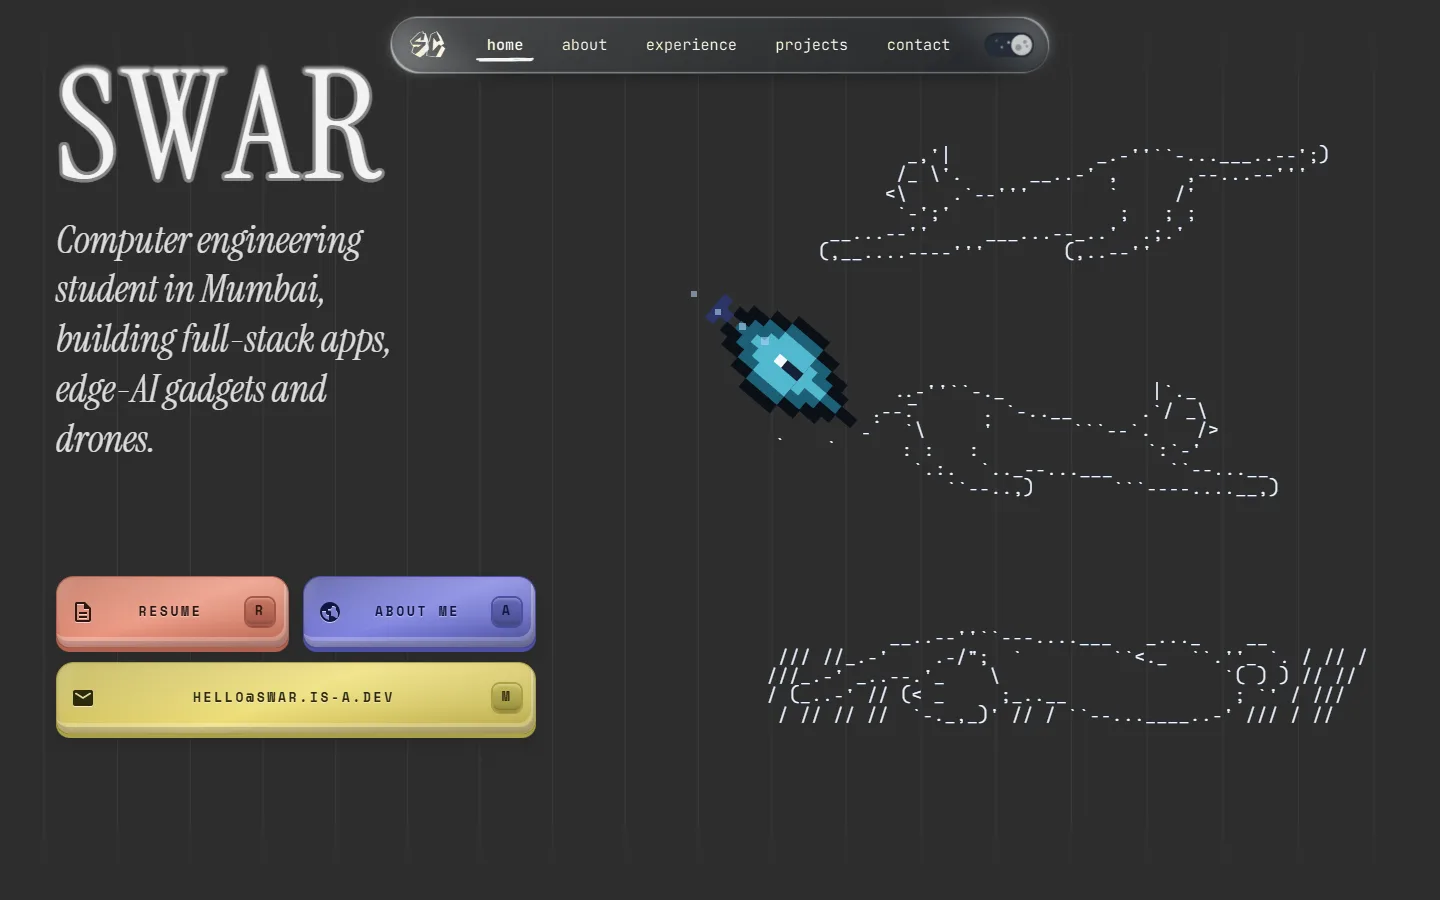 home about experience projects contact
SWAR
Computer engineering
student in Mumbai,
building full-stack apps,
edge-AI gadgets and
drones.
RESUME R
ABOUT ME A
HELLO@SWAR.IS-A.DEV M